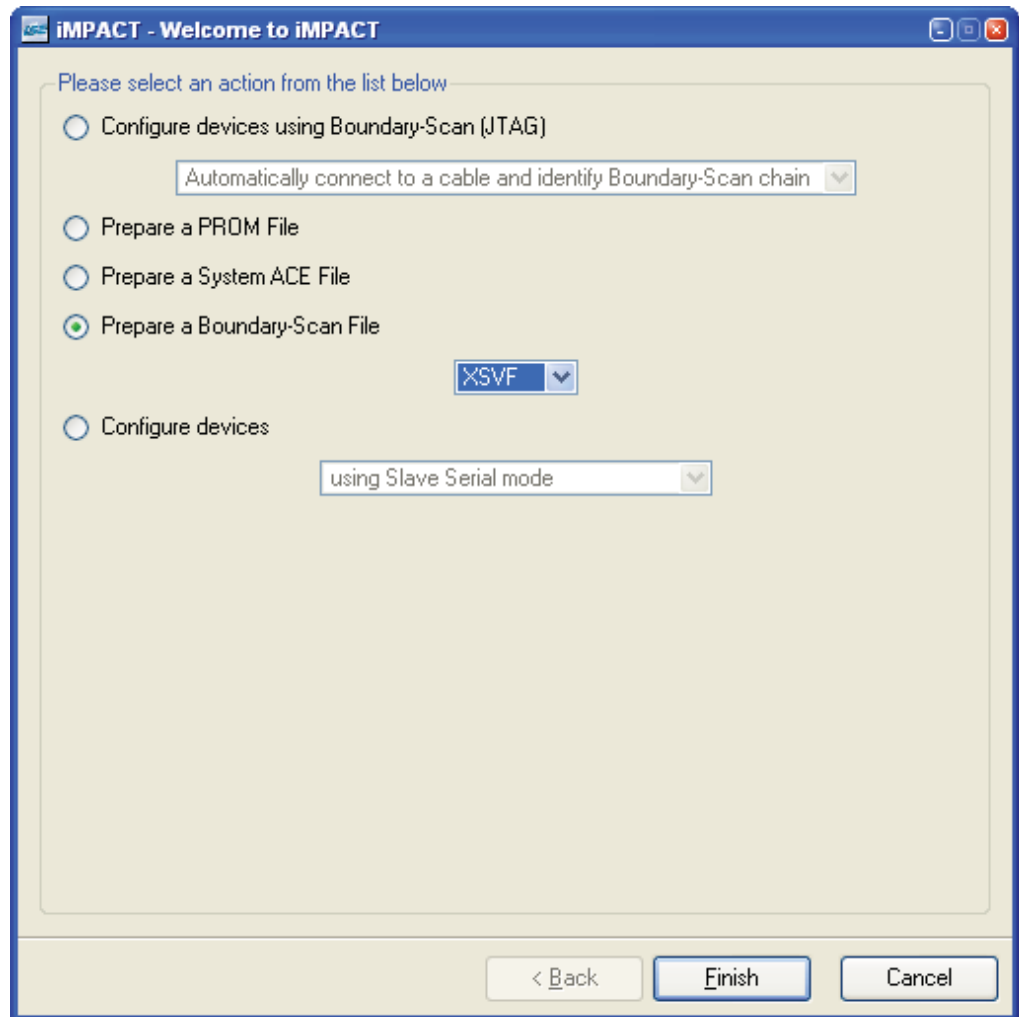 iMPACT - Welcome to iMPACT
Please select an action from the list below
Configure devices using Boundary-Scan (JTAG)
Automatically connect to a cable and identify Boundary-Scan chain
Prepare a PROM File
Prepare a System ACE File
Prepare a Boundary-Scan File
XSVF
Configure devices
using Slave Serial mode
< Back Finish Cancel